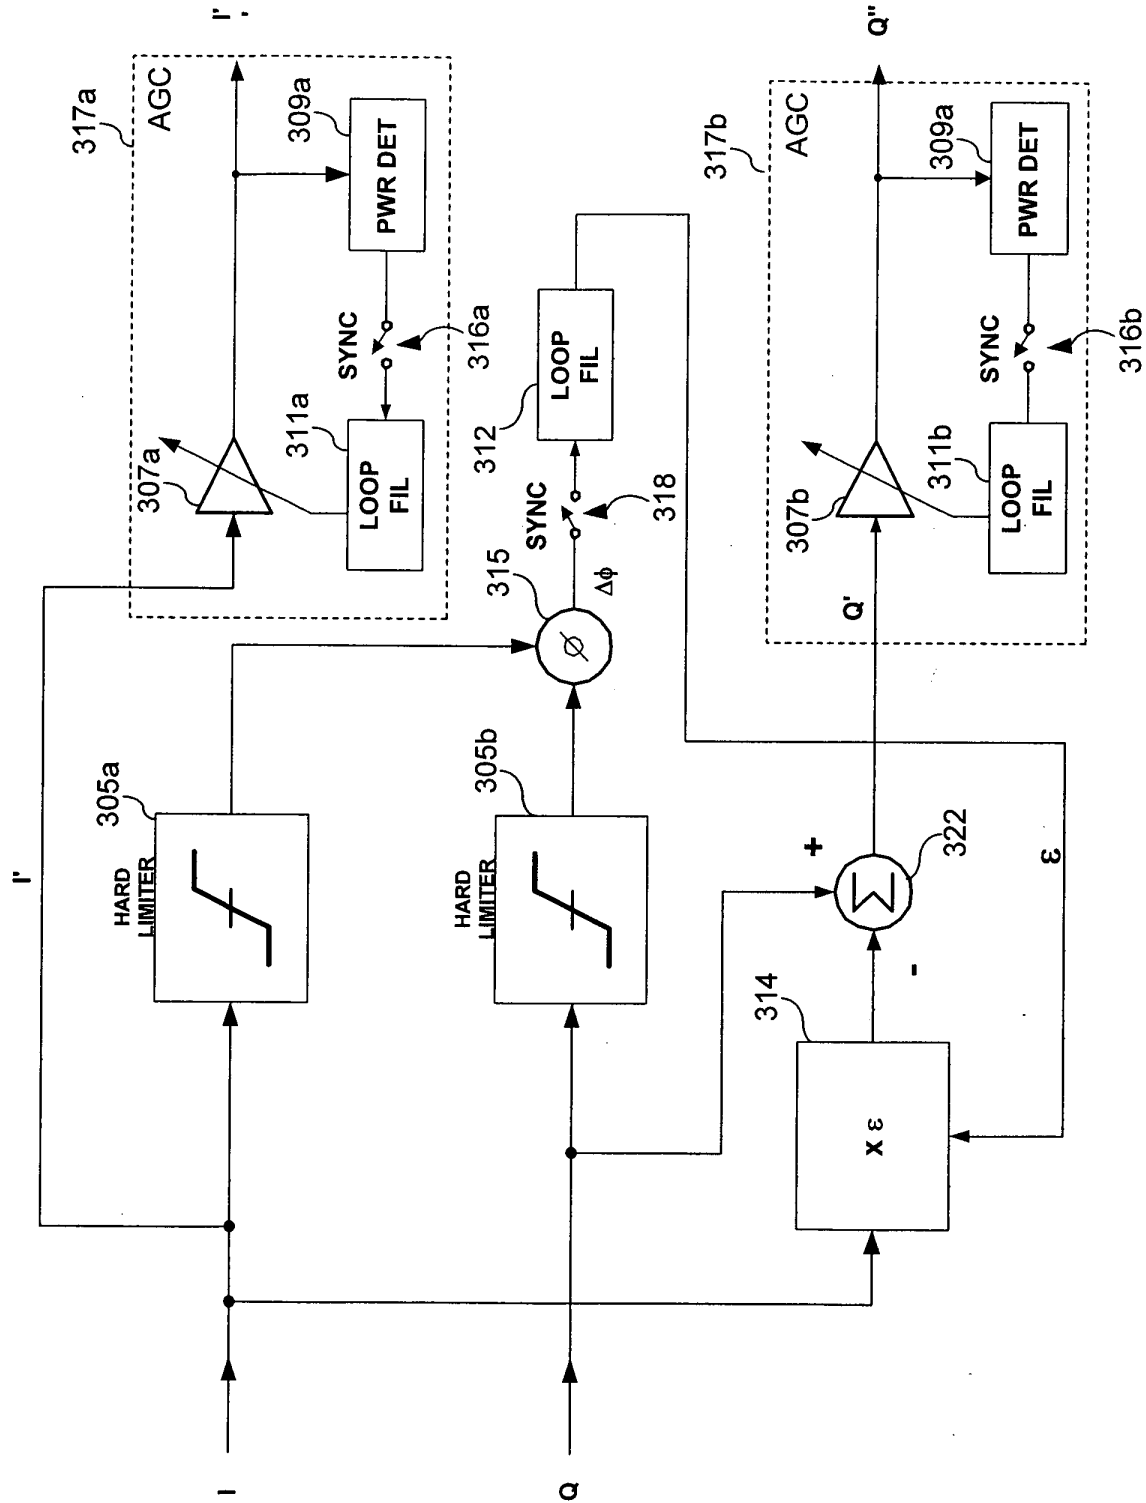 I
Q
I'
HARD
LIMITER
305a
HARD
LIMITER
305b
x ε
314
-
+
Σ
322
ε
Ø
315
Δϕ
SYNC
318
LOOP
FIL
312
317a
AGC
307a
LOOP
FIL
311a
SYNC
316a
PWR DET
309a
I'
Q'
317b
AGC
307b
LOOP
FIL
311b
SYNC
316b
PWR DET
309a
Q"